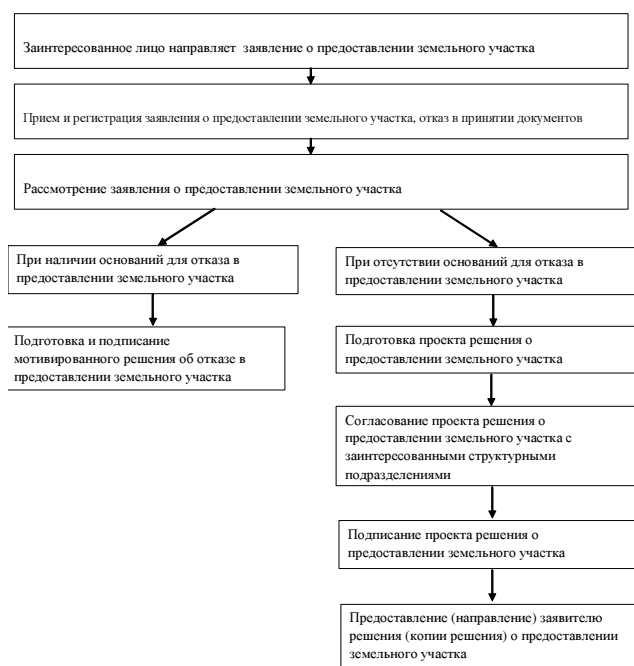 Заинтересованное лицо направляет заявление о предоставлении земельного участка
Прием и регистрация заявления о предоставлении земельного участка, отказ в принятии документов
Рассмотрение заявления о предоставлении земельного участка
При наличии оснований для отказа в
предоставлении земельного участка
Подготовка и подписание
мотивированного решения об отказе в
предоставлении земельного участка
При отсутствии оснований для отказа в
предоставлении земельного участка
Подготовка проекта решения о
предоставлении земельного участка
Согласование проекта решения о
предоставлении земельного участка с
заинтересованными структурными
подразделениями
Подписание проекта решения о
предоставлении земельного участка
Предоставление (направление) заявителю
решения (копии решения) о предоставлении
земельного участка